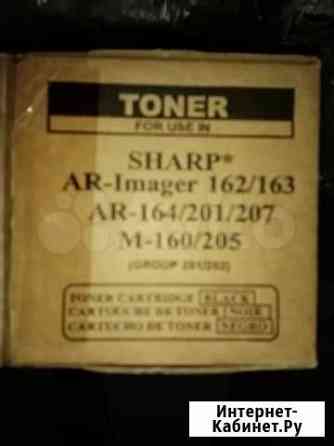 TONER
FOR USE IN
SHARP*
AR-Imager 162/163
AR-164/201/207
M-160/205
(GROUP 201/202)
TONER CARTRIDGE BLACK
CARTOUCHE DE TONER NOIR
CARTUCHO DE TONER NEGRO
Интернет-
Кабинет.Ру